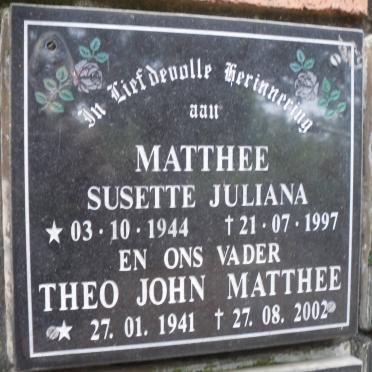 In Liefdevolle Herinnering
aan
MATTHEE
SUSETTE JULIANA
★ 03 · 10 · 1944 † 21 · 07 · 1997
EN ONS VADER
THEO JOHN MATTHEE
★ 27. 01. 1941 † 27. 08. 2002